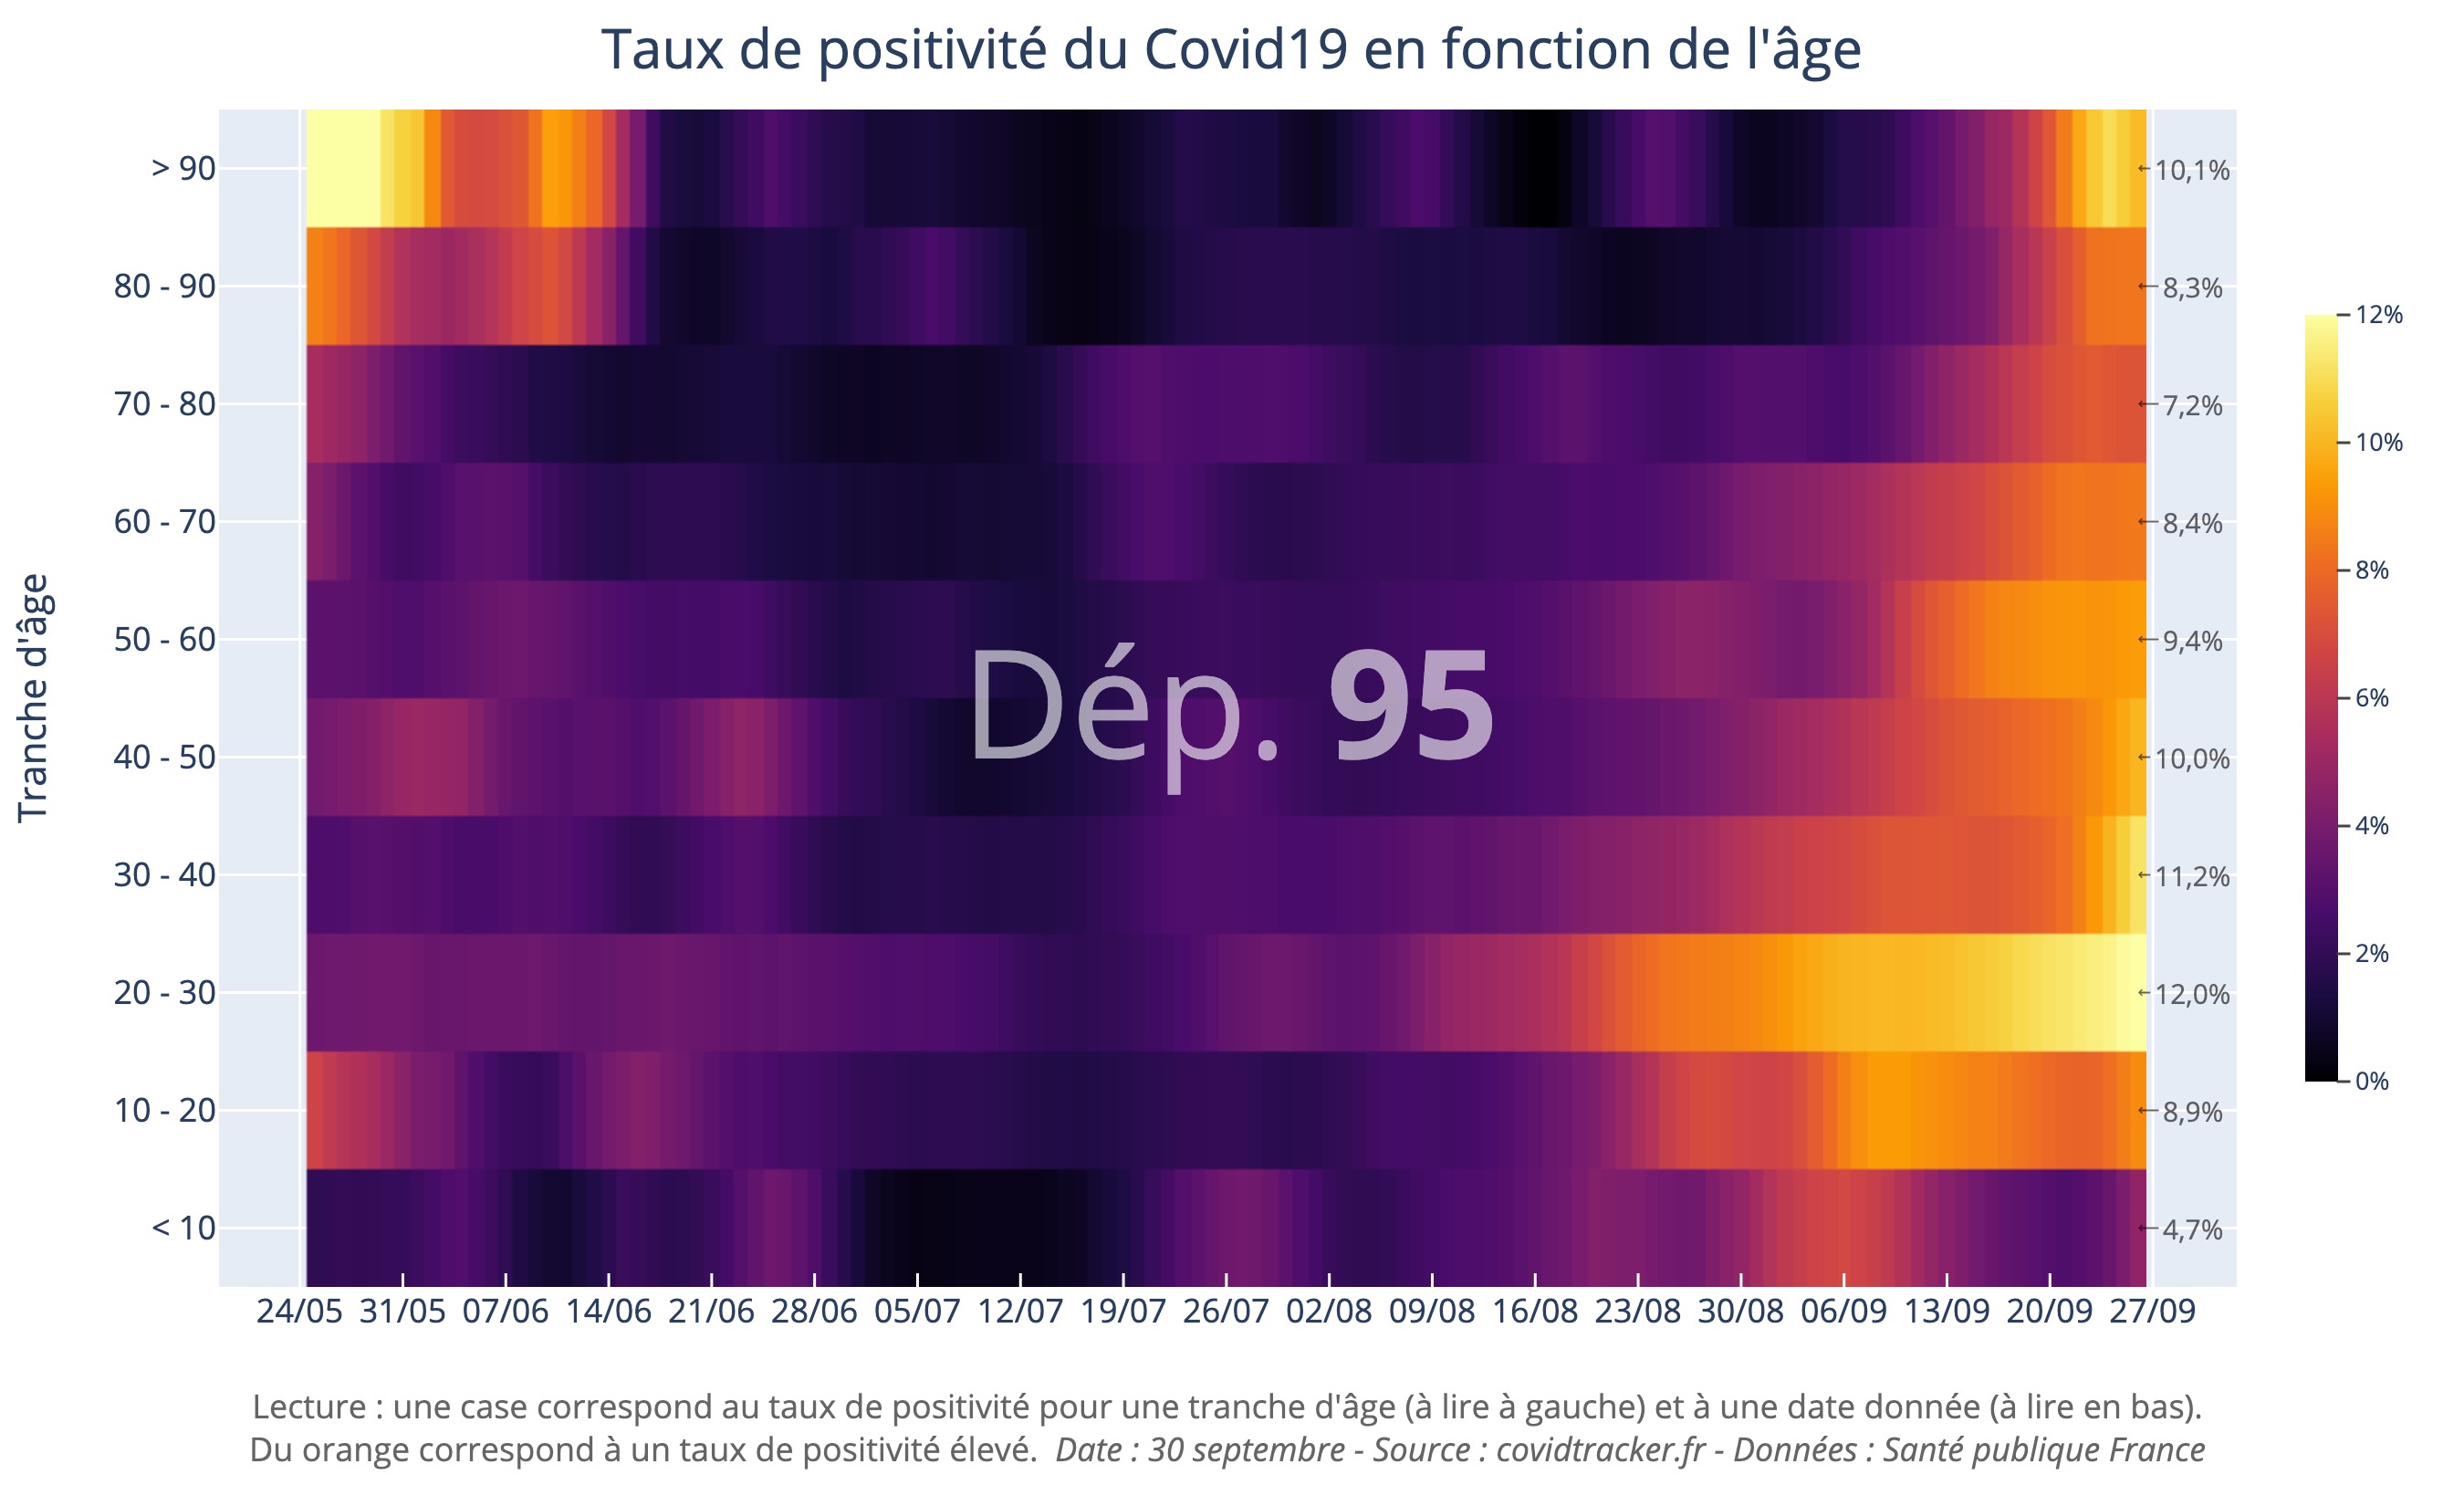 Taux de positivité du Covid19 en fonction de l'âge
Tranche d'âge
> 90
80 - 90
70 - 80
60 - 70
50 - 60
40 - 50
30 - 40
20 - 30
10 - 20
< 10
Dép. 95
←10,1%
←8,3%
←7,2%
←8,4%
←9,4%
←10,0%
←11,2%
←12,0%
←8,9%
←4,7%
12%
10%
8%
6%
4%
2%
0%
24/05 31/05 07/06 14/06 21/06 28/06 05/07 12/07 19/07 26/07 02/08 09/08 16/08 23/08 30/08 06/09 13/09 20/09 27/09
Lecture : une case correspond au taux de positivité pour une tranche d'âge (à lire à gauche) et à une date donnée (à lire en bas).
Du orange correspond à un taux de positivité élevé. Date : 30 septembre - Source : covidtracker.fr - Données : Santé publique France